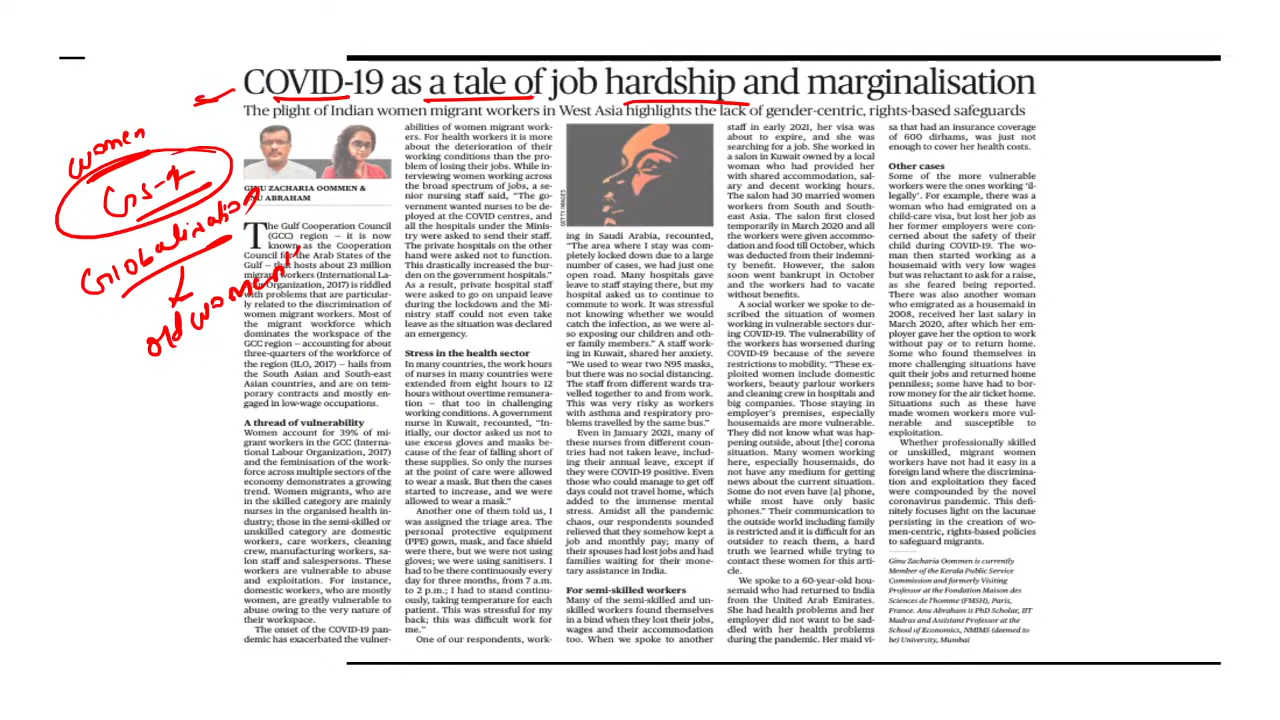 COVID-19 as a tale of job hardship and marginalisation
The plight of Indian women migrant workers in West Asia highlights the lack of gender-centric, rights-based safeguards
women
GS-1
Globalisation
old women
GINU ZACHARIA OOMMEN &
ABRAHAM
The Gulf Cooperation Council
(GCC) region — it is now
known as the Cooperation
Council for the Arab States of the
Gulf — that hosts about 23 million
migrant workers (International La-
bour Organization, 2017) is riddled
with problems that are particular-
ly related to the discrimination of
women migrant workers. Most of
the migrant workforce which
dominates the workspace of the
GCC region — accounting for about
three-quarters of the workforce of
the region (ILO, 2017) — hails from
the South Asian and South-east
Asian countries, and are on tem-
porary contracts and mostly en-
gaged in low-wage occupations.
A thread of vulnerability
Women account for 39% of mi-
grant workers in the GCC (Interna-
tional Labour Organization, 2017)
and the feminisation of the work-
force across multiple sectors of the
economy demonstrates a growing
trend. Women migrants, who are
in the skilled category are mainly
nurses in the organised health in-
dustry; those in the semi-skilled or
unskilled category are domestic
workers, care workers, cleaning
crew, manufacturing workers, sa-
lon staff and salespersons. These
workers are vulnerable to abuse
and exploitation. For instance,
domestic workers, who are mostly
women, are greatly vulnerable to
abuse owing to the very nature of
their workspace.
The onset of the COVID-19 pan-
demic has exacerbated the vulner-
abilities of women migrant work-
ers. For health workers it is more
about the deterioration of their
working conditions than the pro-
blem of losing their jobs. While in-
terviewing women working across
the broad spectrum of jobs, a se-
nior nursing staff said, “The go-
vernment wanted nurses to be de-
ployed at the COVID centres, and
all the hospitals under the Minis-
try were asked to send their staff.
The private hospitals on the other
hand were asked not to function.
This drastically increased the bur-
den on the government hospitals.”
As a result, private hospital staff
were asked to go on unpaid leave
during the lockdown and the Mi-
nistry staff could not even take
leave as the situation was declared
an emergency.
Stress in the health sector
In many countries, the work hours
of nurses in many countries were
extended from eight hours to 12
hours without overtime remunera-
tion — that too in challenging
working conditions. A government
nurse in Kuwait, recounted, “In-
itially, our doctor asked us not to
use excess gloves and masks be-
cause of the fear of falling short of
these supplies. So only the nurses
at the point of care were allowed
to wear a mask. But then the cases
started to increase, and we were
allowed to wear a mask.”
Another one of them told us, I
was assigned the triage area. The
personal protective equipment
(PPE) gown, mask, and face shield
were there, but we were not using
gloves; we were using sanitisers. I
had to be there continuously every
day for three months, from 7 a.m.
to 2 p.m.; I had to stand continu-
ously, taking temperature for each
patient. This was stressful for my
back; this was difficult work for
me.”
One of our respondents, work-
GETTY IMAGES
ing in Saudi Arabia, recounted,
“The area where I stay was com-
pletely locked down due to a large
number of cases, we had just one
open road. Many hospitals gave
leave to staff staying there, but my
hospital asked us to continue to
commute to work. It was stressful
not knowing whether we would
catch the infection, as we were al-
so exposing our children and oth-
er family members.” A staff work-
ing in Kuwait, shared her anxiety.
“We used to wear two N95 masks,
but there was no social distancing.
The staff from different wards tra-
velled together to and from work.
This was very risky as workers
with asthma and respiratory pro-
blems travelled by the same bus.”
Even in January 2021, many of
these nurses from different coun-
tries had not taken leave, includ-
ing their annual leave, except if
they were COVID-19 positive. Even
those who could manage to get off
days could not travel home, which
added to the immense mental
stress. Amidst all the pandemic
chaos, our respondents sounded
relieved that they somehow kept a
job and monthly pay; many of
their spouses had lost jobs and had
families waiting for their mone-
tary assistance in India.
For semi-skilled workers
Many of the semi-skilled and un-
skilled workers found themselves
in a bind when they lost their jobs,
wages and their accommodation
too. When we spoke to another
staff in early 2021, her visa was
about to expire, and she was
searching for a job. She worked in
a salon in Kuwait owned by a local
woman who had provided her
with shared accommodation, sal-
ary and decent working hours.
The salon had 30 married women
workers from South and South-
east Asia. The salon first closed
temporarily in March 2020 and all
the workers were given accommo-
dation and food till October, which
was deducted from their indemni-
ty benefit. However, the salon
soon went bankrupt in October
and the workers had to vacate
without benefits.
A social worker we spoke to de-
scribed the situation of women
working in vulnerable sectors dur-
ing COVID-19. The vulnerability of
the workers has worsened during
COVID-19 because of the severe
restrictions to mobility. “These ex-
ploited women include domestic
workers, beauty parlour workers
and cleaning crew in hospitals and
big companies. Those staying in
employer’s premises, especially
housemaids are more vulnerable.
They did not know what was hap-
pening outside, about [the] corona
situation. Many women working
here, especially housemaids, do
not have any medium for getting
news about the current situation.
Some do not even have [a] phone,
while most have only basic
phones.” Their communication to
the outside world including family
is restricted and it is difficult for an
outsider to reach them, a hard
truth we learned while trying to
contact these women for this arti-
cle.
We spoke to a 60-year-old hou-
semaid who had returned to India
from the United Arab Emirates.
She had health problems and her
employer did not want to be sad-
dled with her health problems
during the pandemic. Her maid vi-
sa that had an insurance coverage
of 600 dirhams, was just not
enough to cover her health costs.
Other cases
Some of the more vulnerable
workers were the ones working ‘il-
legally’. For example, there was a
woman who had emigrated on a
child-care visa, but lost her job as
her former employers were con-
cerned about the safety of their
child during COVID-19. The wo-
man then started working as a
housemaid with very low wages
but was reluctant to ask for a raise,
as she feared being reported.
There was also another woman
who emigrated as a housemaid in
2008, received her last salary in
March 2020, after which her em-
ployer gave her the option to work
without pay or to return home.
Some who found themselves in
more challenging situations have
quit their jobs and returned home
penniless; some have had to bor-
row money for the air ticket home.
Situations such as these have
made women workers more vul-
nerable and susceptible to
exploitation.
Whether professionally skilled
or unskilled, migrant women
workers have not had it easy in a
foreign land where the discrimina-
tion and exploitation they faced
were compounded by the novel
coronavirus pandemic. This defi-
nitely focuses light on the lacunae
persisting in the creation of wo-
men-centric, rights-based policies
to safeguard migrants.
Ginu Zacharia Oommen is currently
Member of the Kerala Public Service
Commission and formerly Visiting
Professor at the Fondation Maison des
Sciences de l’homme (FMSH), Paris,
France. Anu Abraham is PhD Scholar, IIT
Madras and Assistant Professor at the
School of Economics, NMIMS (deemed to
be) University, Mumbai